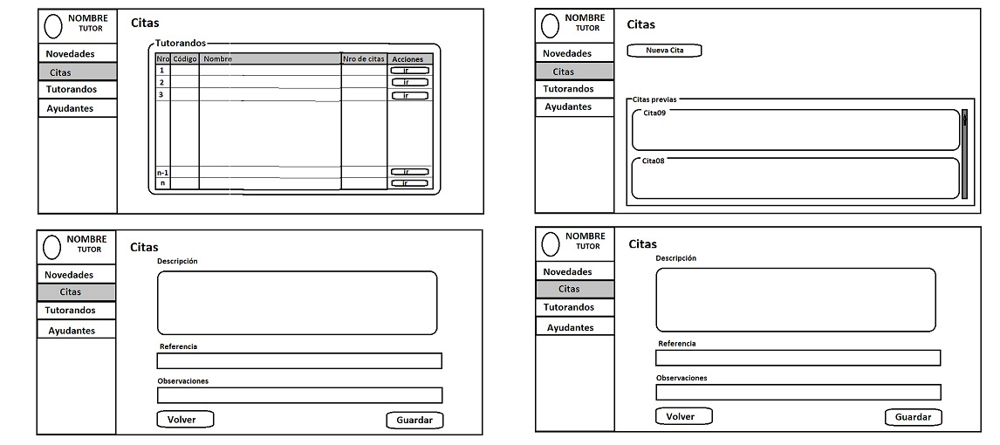 NOMBRE
TUTOR
Novedades
Citas
Tutorandos
Ayudantes
Citas
Tutorandos
Nro Código Nombre Nro de citas Acciones
1 ir
2 ir
3 ir
n-1 ir
n ir
NOMBRE
TUTOR
Novedades
Citas
Tutorandos
Ayudantes
Citas
Nueva Cita
Citas previas
Cita09
Cita08
NOMBRE
TUTOR
Novedades
Citas
Tutorandos
Ayudantes
Citas
Descripción
Referencia
Observaciones
Volver Guardar
NOMBRE
TUTOR
Novedades
Citas
Tutorandos
Ayudantes
Citas
Descripción
Referencia
Observaciones
Volver Guardar